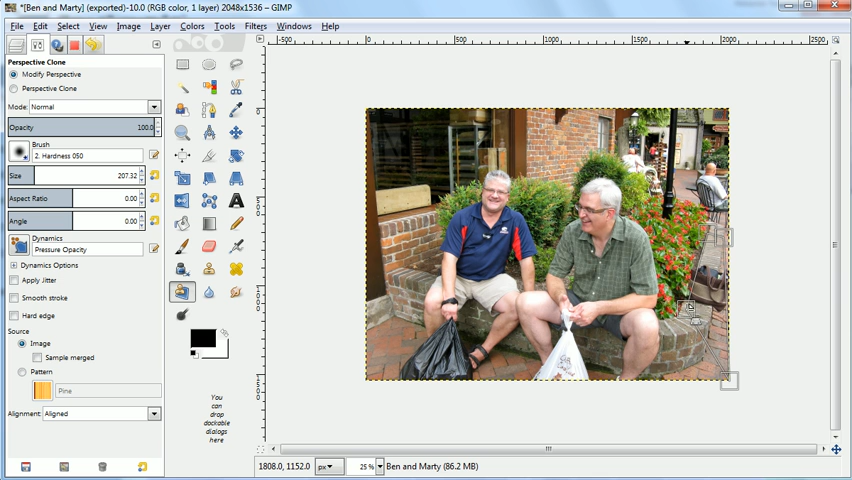 *[Ben and Marty] (exported)-10.0 (RGB color, 1 layer) 2048x1536 – GIMP
File Edit Select View Image Layer Colors Tools Filters Windows Help
Perspective Clone
Modify Perspective
Perspective Clone
Mode: Normal
Opacity 100.0
Brush
2. Hardness 050
Size 207.32
Aspect Ratio 0.00
Angle 0.00
Dynamics
Pressure Opacity
Dynamics Options
Apply Jitter
Smooth stroke
Hard edge
Source
Image
Sample merged
Pattern
Pine
Alignment: Aligned
You
can
drop
dockable
dialogs
here
-500 0 500 1000 1500 2000 2500
1808.0, 1152.0 px 25 % Ben and Marty (86.2 MB)